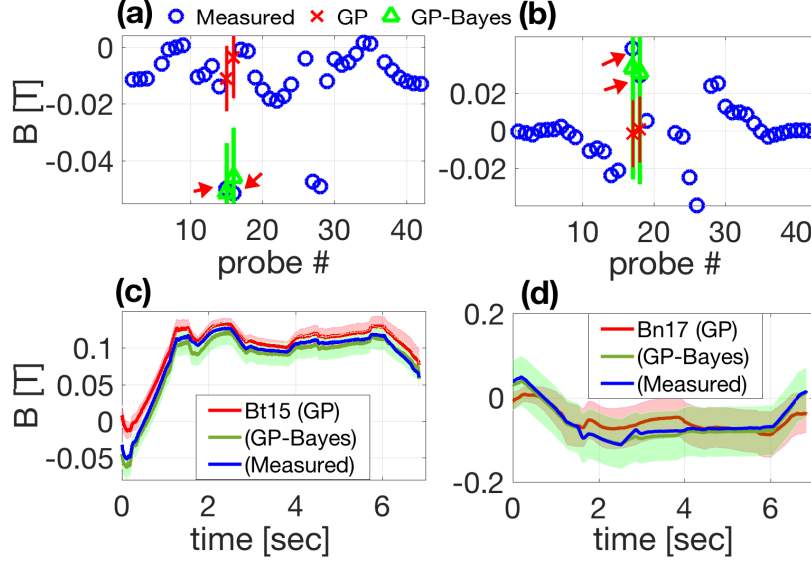 (a) Measured GP GP-Bayes (b)
0
-0.02
-0.04
B [T]
10 20 30 40
probe #
0.02
0
-0.02
10 20 30 40
probe #
(c)
0.1
0.05
0
-0.05
B [T]
Bt15 (GP)
(GP-Bayes)
(Measured)
0 2 4 6
time [sec]
(d)
0.2
0
-0.2
Bn17 (GP)
(GP-Bayes)
(Measured)
0 2 4 6
time [sec]